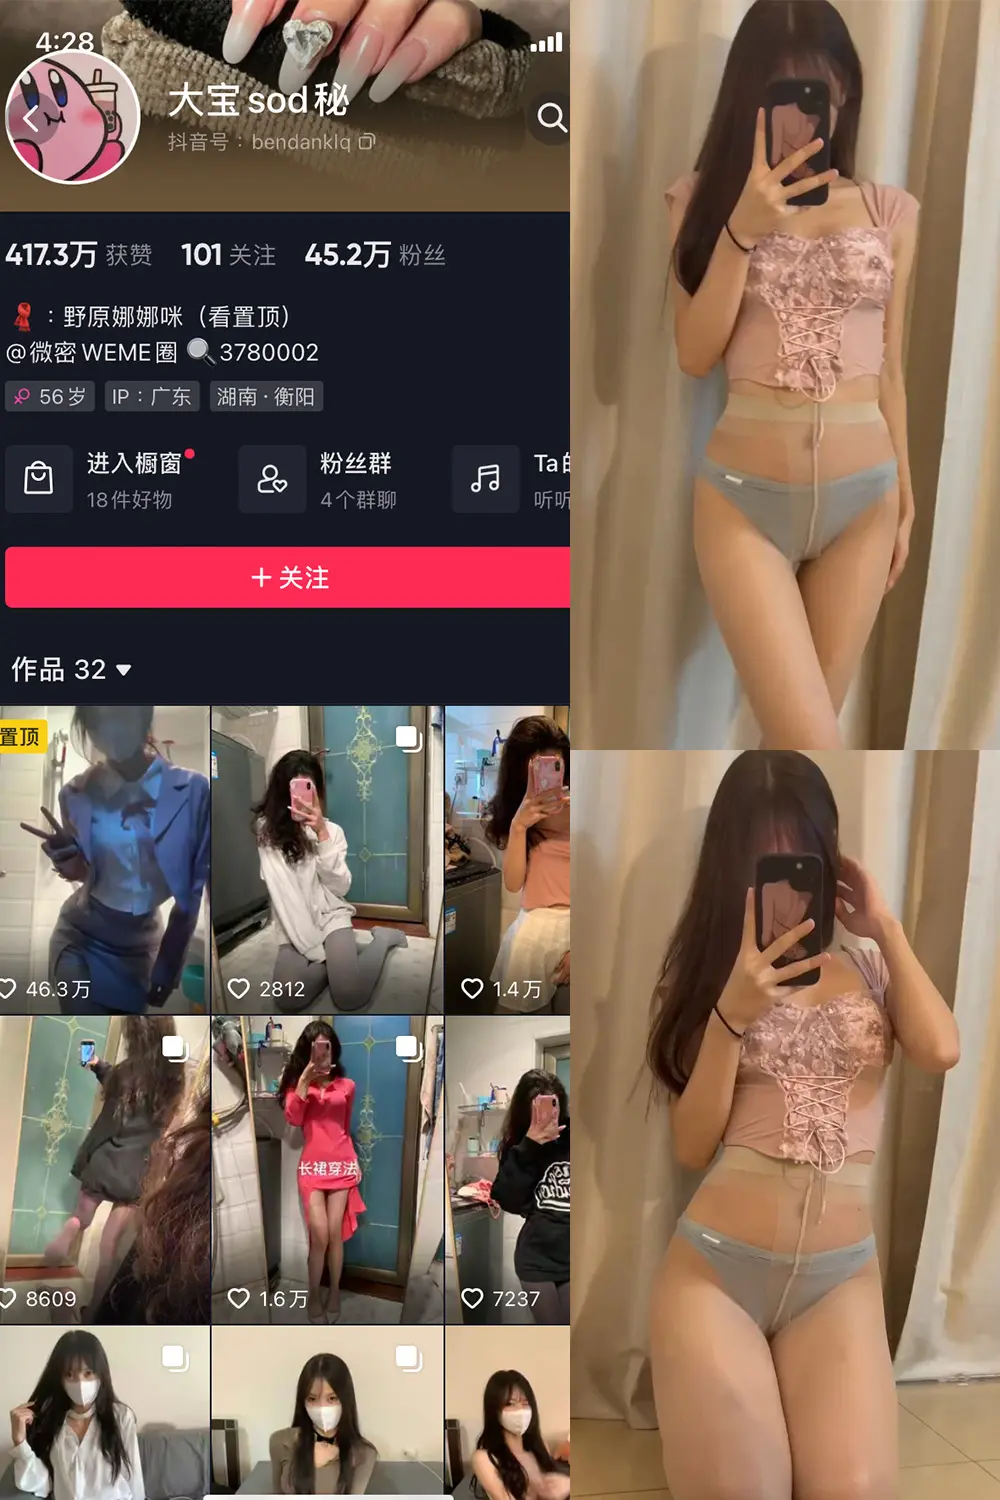 4:28
大宝sod秘
抖音号：bendanklq
417.3万 获赞 101 关注 45.2万 粉丝
：野原娜娜咪（看置顶）
@微密WEME圈 🔍3780002
56岁 IP：广东 湖南·衡阳
进入橱窗
18件好物
粉丝群
4个群聊
Ta的
听听
+ 关注
作品 32
置顶
46.3万
2812
1.4万
长裙穿法
8609
1.6万
7237